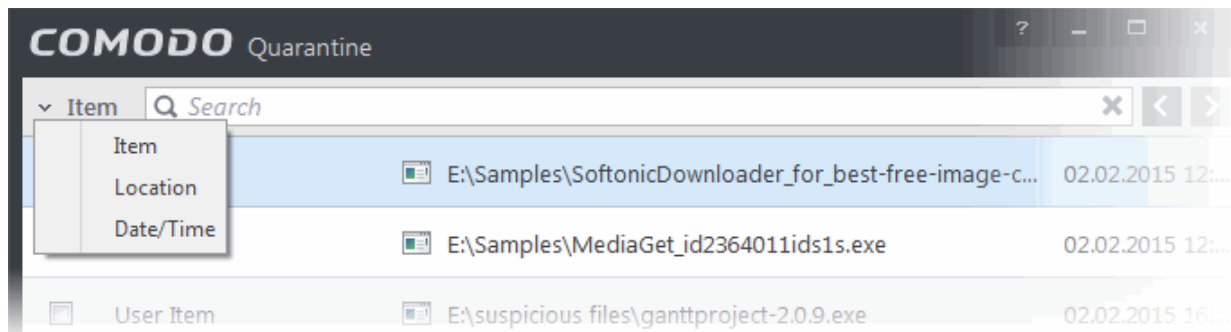 COMODO Quarantine ?
Item Search
Item
Location
Date/Time
E:\Samples\SoftonicDownloader_for_best-free-image-c... 02.02.2015 12:...
E:\Samples\MediaGet_id2364011ids1s.exe 02.02.2015 12:...
User Item E:\suspicious files\ganttproject-2.0.9.exe 02.02.2015 16:...